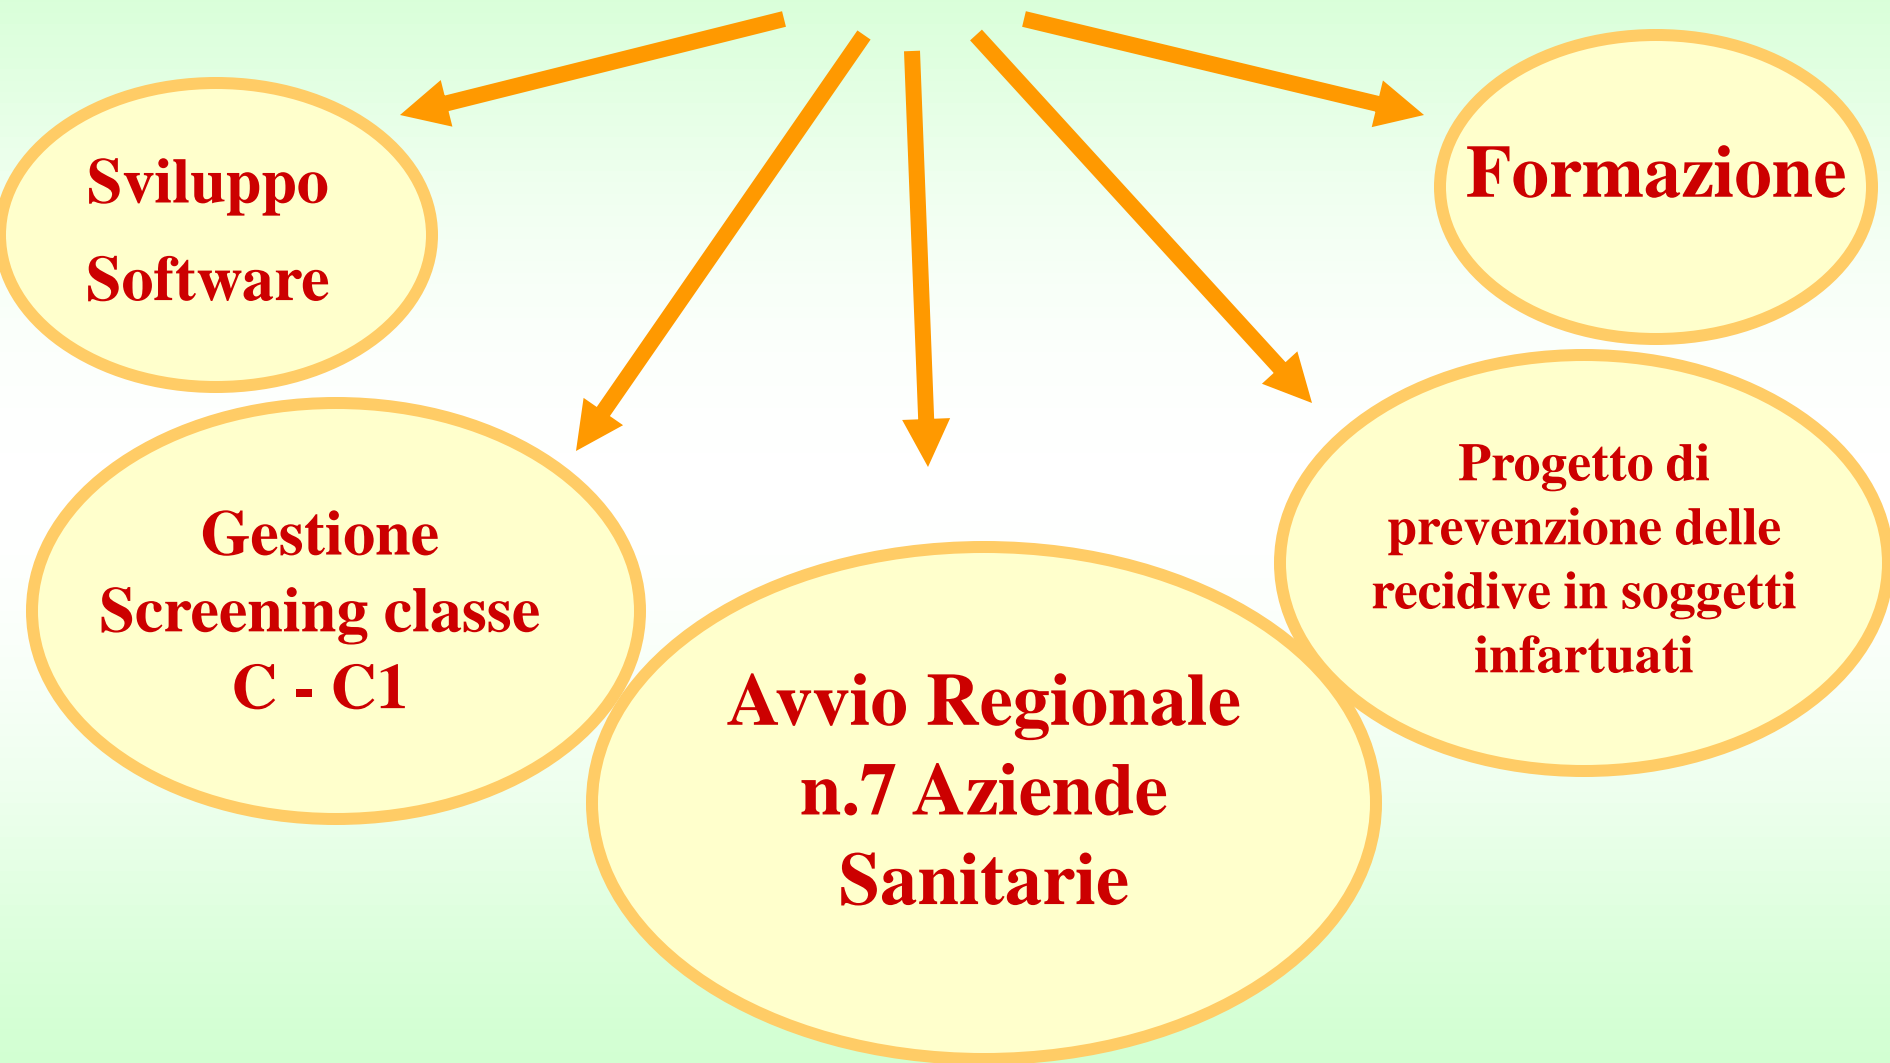 Sviluppo
Software
Gestione
Screening classe
C - C1
Avvio Regionale
n.7 Aziende
Sanitarie
Progetto di
prevenzione delle
recidive in soggetti
infartuati
Formazione